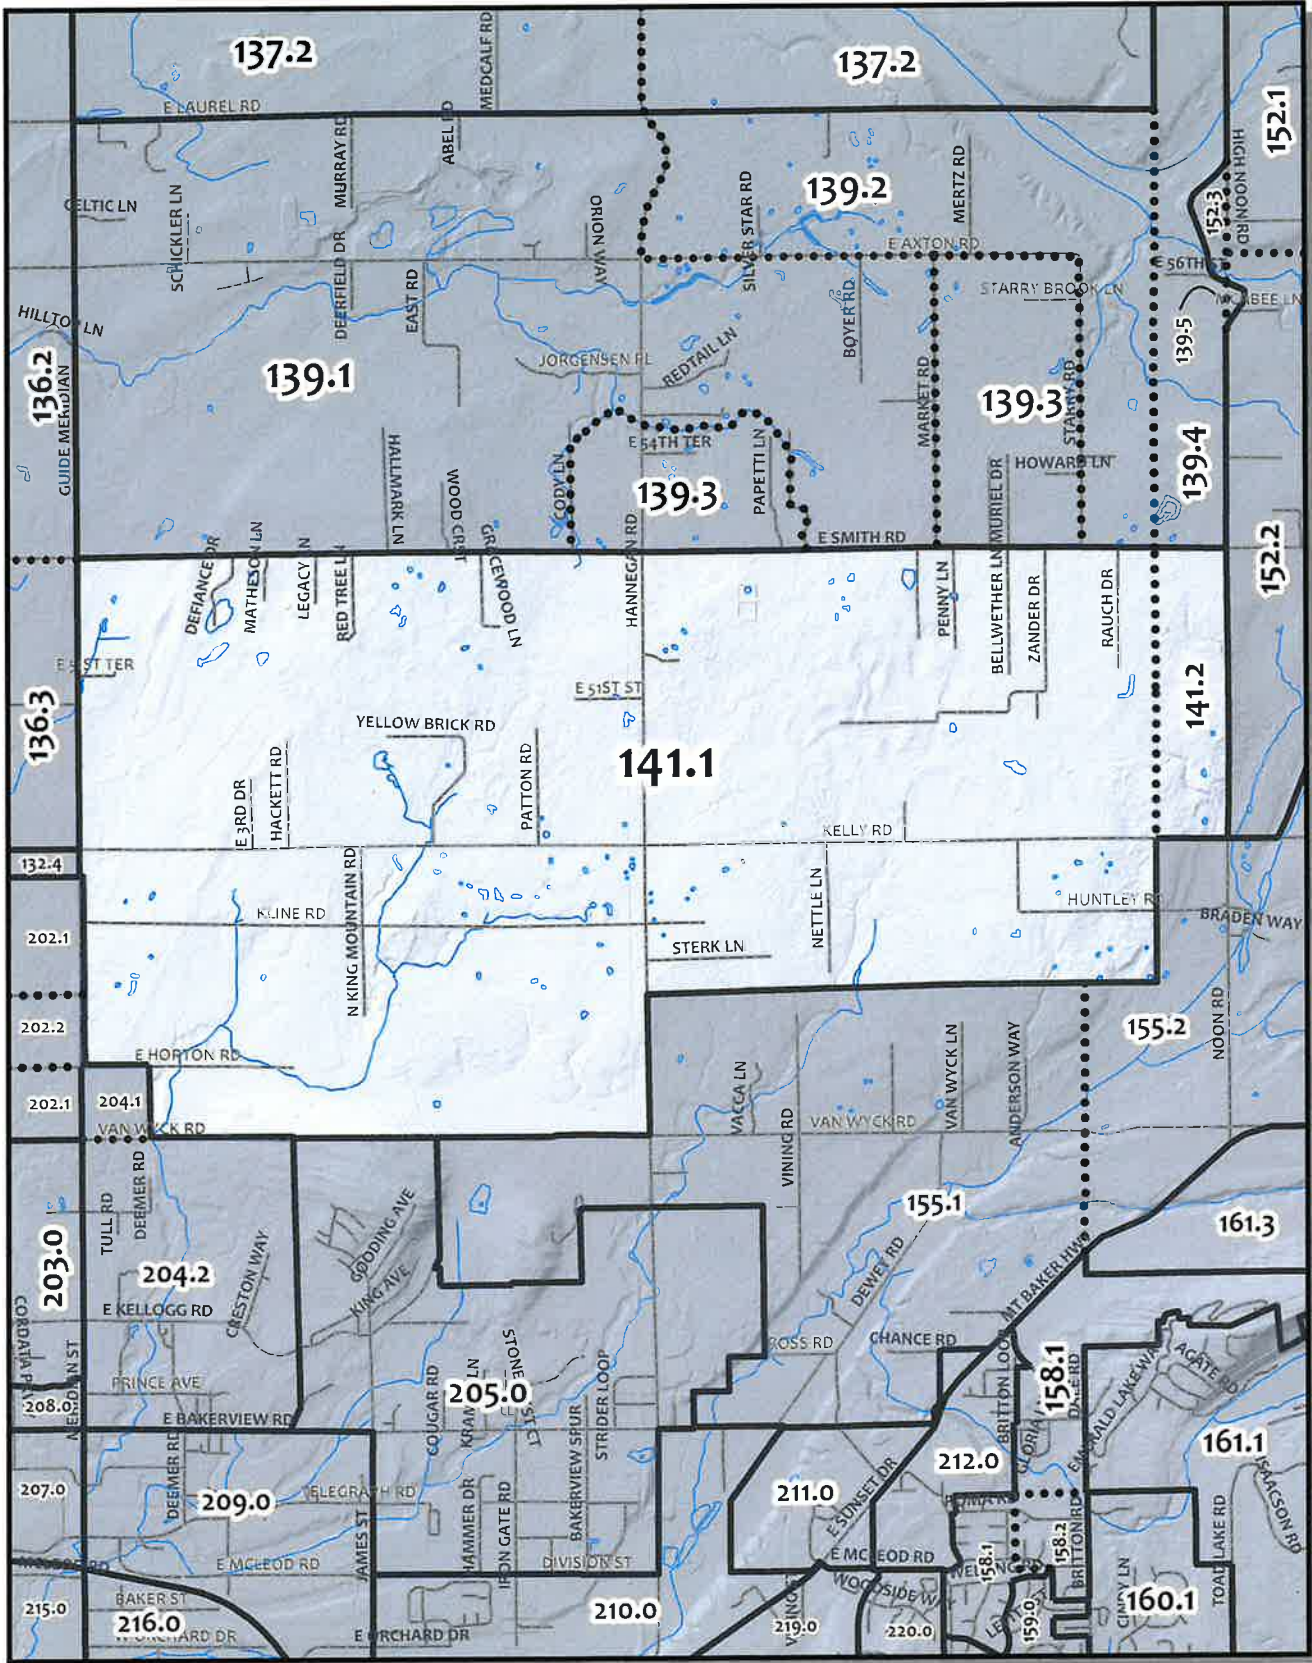 137.2
MEDCALF RD
137.2
E LAUREL RD
152.1
HIGH NOON RD
MURRAY RD
CELTIC LN
SCHICKLER LN
ORION WAY
SILVER STAR RD
139.2
MERTZ RD
152.3
E AXTON RD
DEERFIELD DR
EAST RD
BOYER RD
STARRY BROOK LN
139.5
HILLTOP LN
136.2
GUIDE MERIDIAN
139.1
JORGENSEN PL
REDTAIL LN
MARKET RD
139.3
139.4
E 54TH TER
HALLMARK LN
CODY LN
139.3
PAPETTI LN
MURIEL DR
HOWARD LN
E SMITH RD
152.2
DEFIANCE DR
MATHESON LN
LEGACY LN
RED TREE LN
GRACEWOOD LN
HANNEGAN RD
PENNY LN
BELLWETHER LN
ZANDER DR
RAUCH DR
E 51ST ST
136.3
141.2
YELLOW BRICK RD
141.1
E 3RD DR
HACKETT RD
PATTON RD
KELLY RD
132.4
N KING MOUNTAIN RD
NETTLE LN
HUNTLEY RD
KLINE RD
BRADEN WAY
202.1
STERK LN
202.2
155.2
NOON RD
E HORTON RD
VACCA LN
VAN WYCK LN
ANDERSON WAY
202.1
204.1
VAN WYCK RD
VINING RD
VAN WYCK RD
TULL RD
DEEMER RD
GOODING AVE
KING AVE
155.1
161.3
203.0
204.2
CRESTON WAY
DEWEY RD
E KELLOGG RD
ROSS RD
CHANCE RD
158.1
AGATE RD
PRINCE AVE
208.0
E BAKERVIEW RD
COUGAR RD
205.0
STRIDER LOOP
BRITTON LOOP
EMERALD LAKE WAY
161.1
ISAACSON RD
207.0
DEEMER RD
209.0
TELEGRAPH RD
HAMMER DR
IRON GATE RD
BAKERVIEW SPUR
211.0
E SUNSET DR
212.0
158.1
158.2
BRITTON RD
TOAD LAKE RD
E MCLEOD RD
JAMES ST
DIVISION ST
E MCLEOD RD
215.0
BAKER ST
216.0
E ORCHARD DR
210.0
219.0
220.0
159.0
CINDY LN
160.1